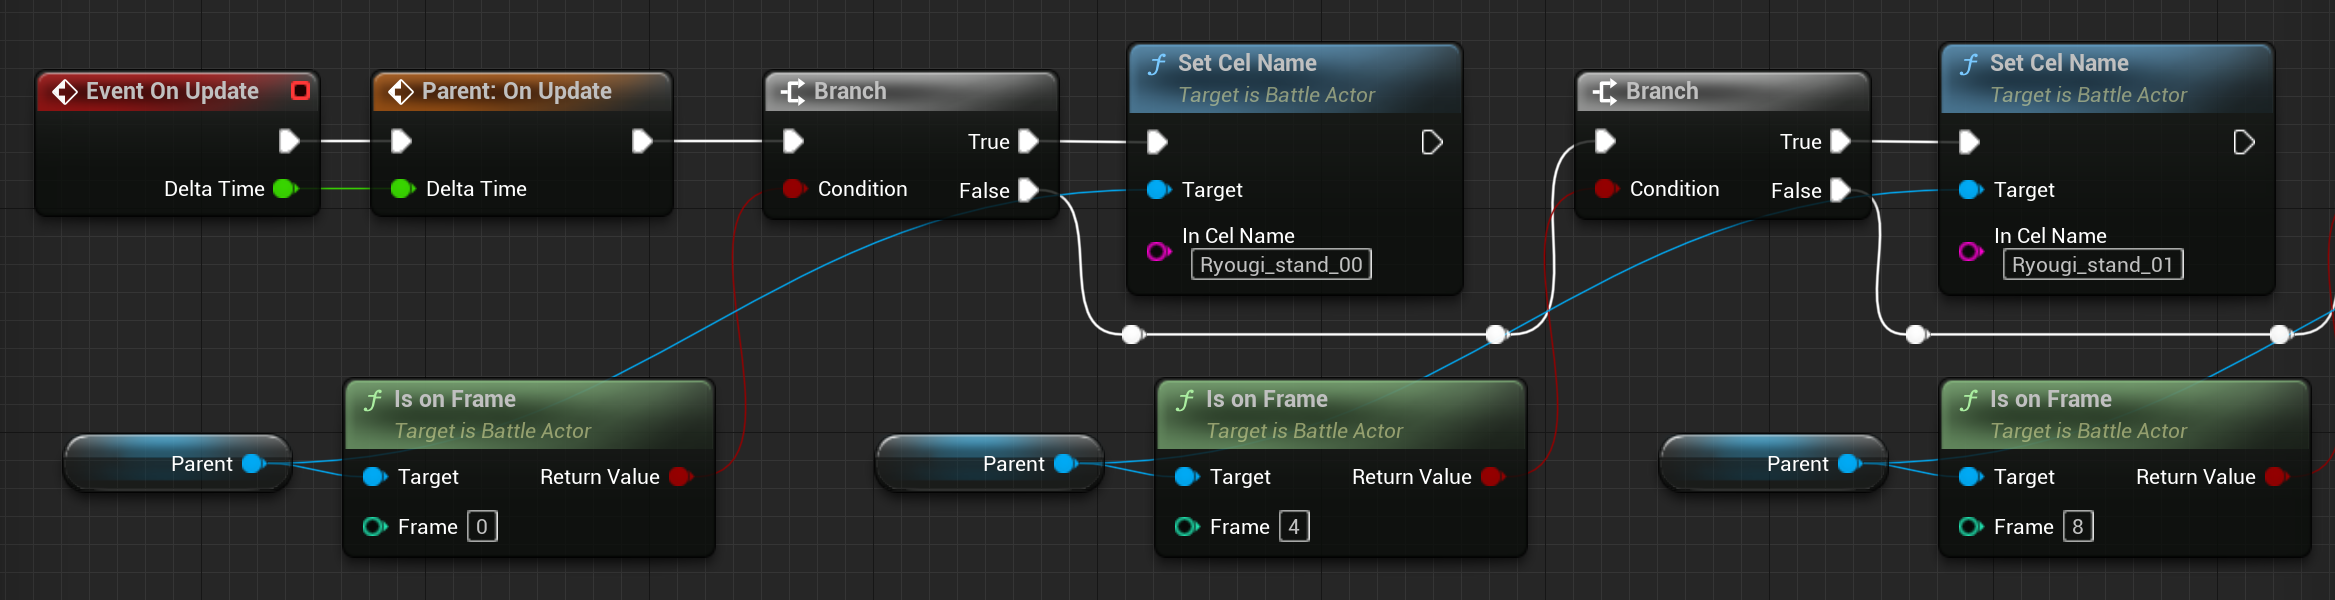 Event On Update
Delta Time
Parent: On Update
Delta Time
Branch
True
Condition
False
f Set Cel Name
Target is Battle Actor
Target
In Cel Name
Ryougi_stand_00
Branch
True
Condition
False
f Set Cel Name
Target is Battle Actor
Target
In Cel Name
Ryougi_stand_01
Parent
f Is on Frame
Target is Battle Actor
Target Return Value
Frame 0
Parent
f Is on Frame
Target is Battle Actor
Target Return Value
Frame 4
Parent
f Is on Frame
Target is Battle Actor
Target Return Value
Frame 8